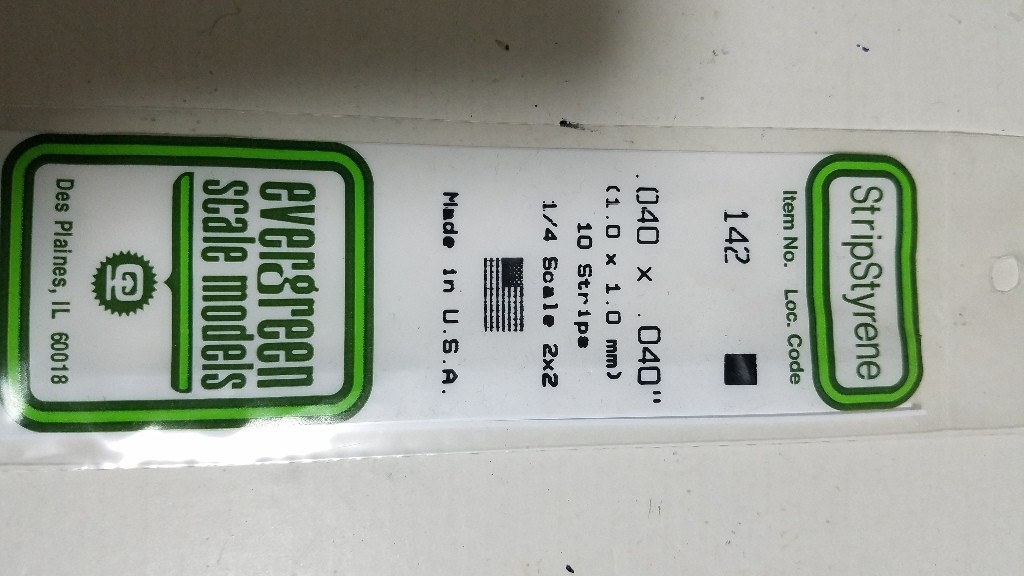 StripStyrene
Item No. Loc. Code
142
.040 x .040"
(1.0 x 1.0 mm)
10 Strips
1/4 Scale 2x2
Made in U.S.A.
evergreen
scale models
Des Plaines, IL 60018